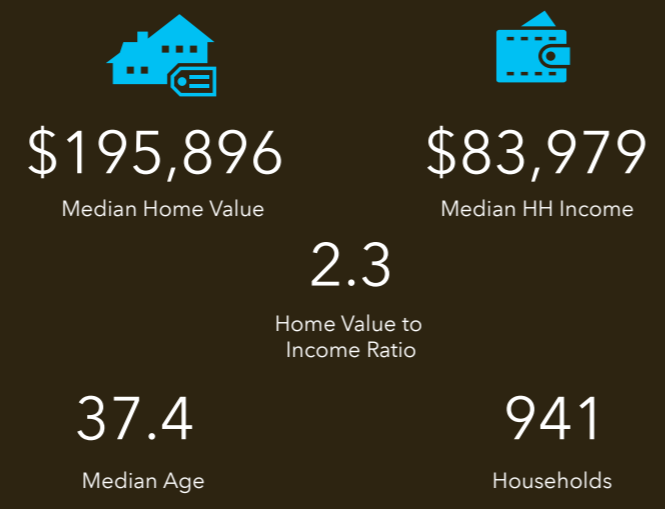 $195,896
Median Home Value
$83,979
Median HH Income
2.3
Home Value to
Income Ratio
37.4
Median Age
941
Households